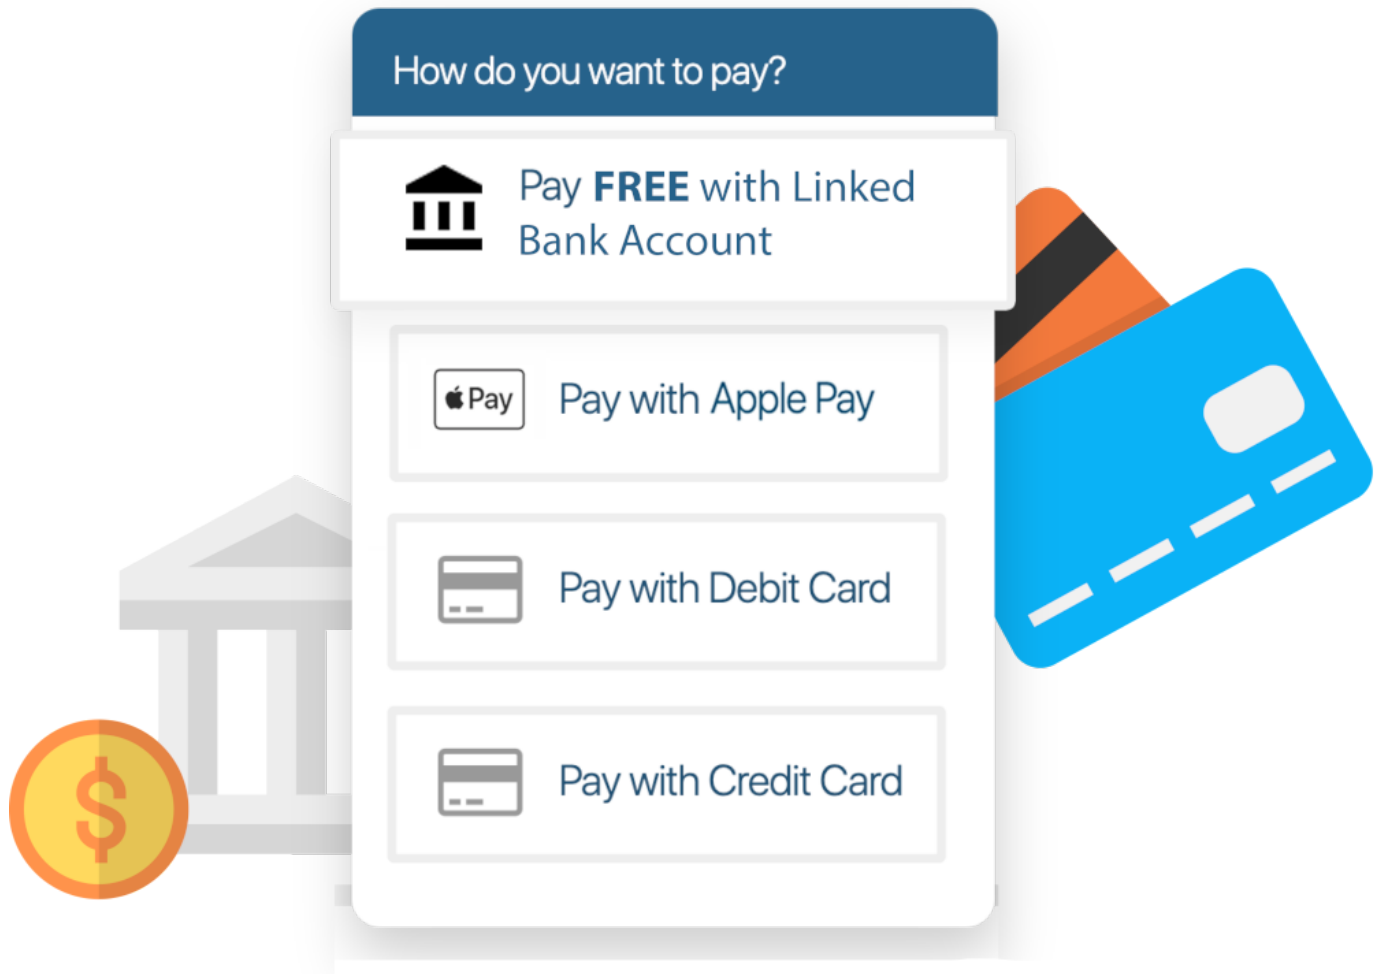 How do you want to pay?
Pay FREE with Linked
Bank Account
Pay
Pay with Apple Pay
Pay with Debit Card
Pay with Credit Card
$